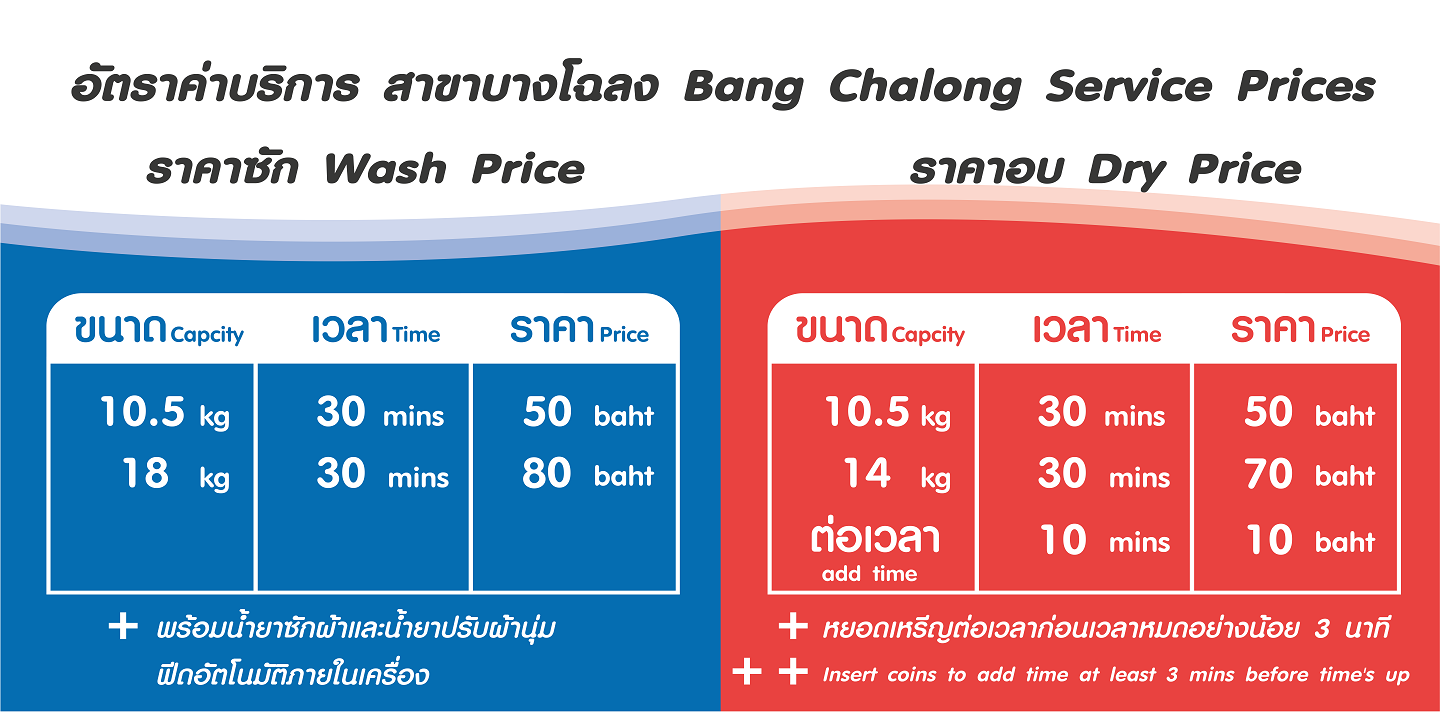 อัตราค่าบริการ สาขาบางโฉลง Bang Chalong Service Prices
ราคาซัก Wash Price
ขนาด Capcity เวลา Time ราคา Price
10.5 kg 30 mins 50 baht
18 kg 30 mins 80 baht
+ พร้อมน้ำยาซักผ้าและน้ำยาปรับผ้านุ่ม
ฟีดอัตโนมัติภายในเครื่อง
ราคาอบ Dry Price
ขนาด Capcity เวลา Time ราคา Price
10.5 kg 30 mins 50 baht
14 kg 30 mins 70 baht
ต่อเวลา 10 mins 10 baht
add time
+ หยอดเหรียญต่อเวลาก่อนเวลาหมดอย่างน้อย 3 นาที
+ + Insert coins to add time at least 3 mins before time's up